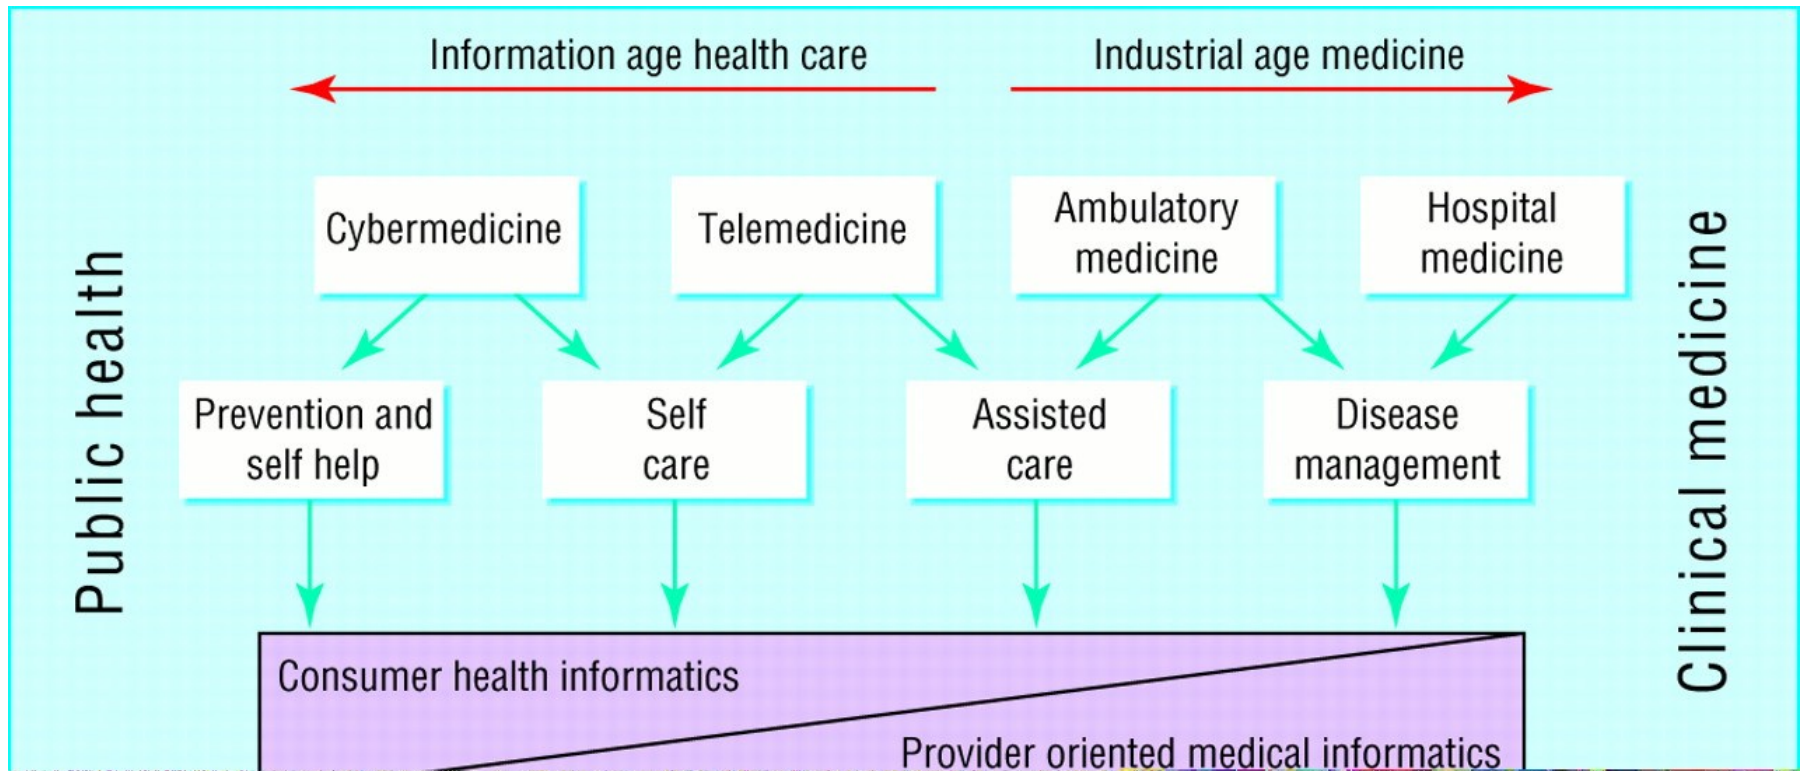 Information age health care
Industrial age medicine
Public health
Cybermedicine
Telemedicine
Ambulatory
medicine
Hospital
medicine
Clinical medicine
Prevention and
self help
Self
care
Assisted
care
Disease
management
Consumer health informatics
Provider oriented medical informatics